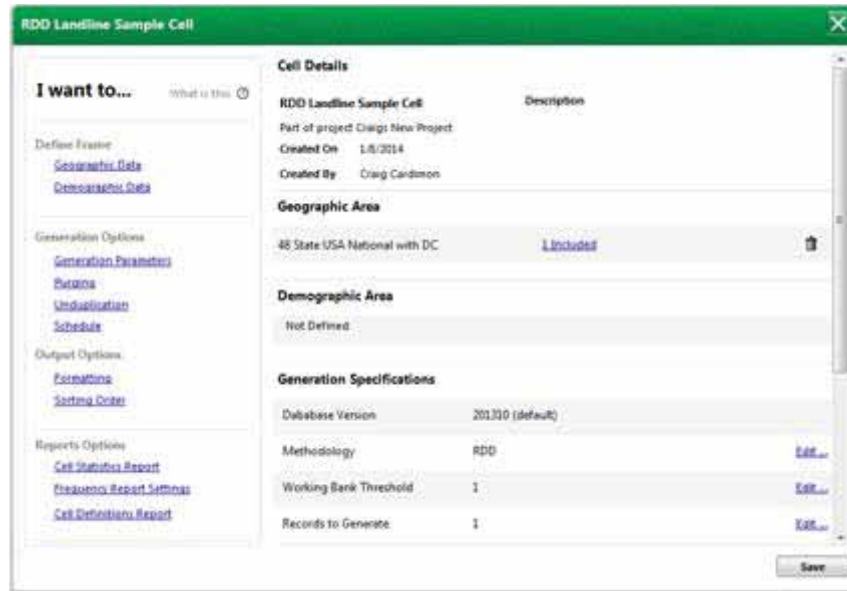 RDD Landline Sample Cell
I want to...
What is this
Define Frame
Geographic Data
Demographic Data
Generation Options
Generation Parameters
Purging
Unduplication
Schedule
Output Options
Formatting
Sorting Order
Reports Options
Cell Statistics Report
Frequency Report Settings
Cell Definitions Report
Cell Details
RDD Landline Sample Cell Description
Part of project Craigs New Project
Created On 1/8/2014
Created By Craig Cardimon
Geographic Area
48 State USA National with DC 1 Included
Demographic Area
Not Defined
Generation Specifications
Database Version 201310 (default)
Methodology RDD Edit...
Working Bank Threshold 1 Edit...
Records to Generate 1 Edit...
Save